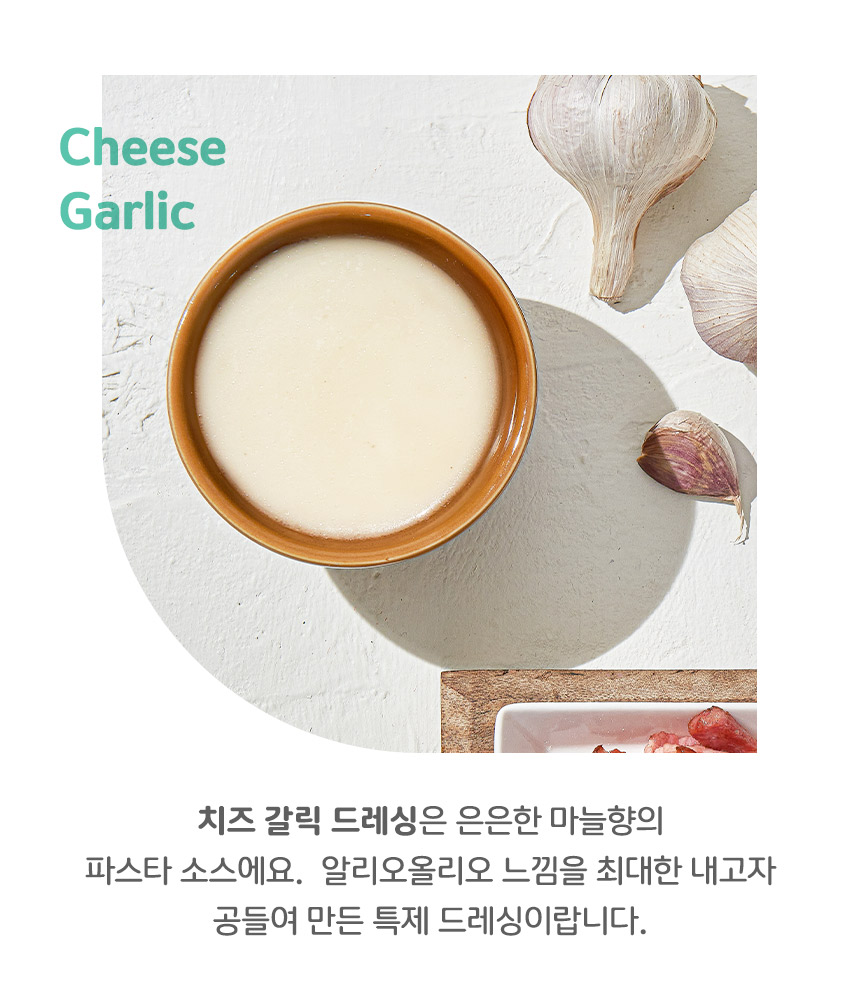 Cheese
Garlic
치즈 갈릭 드레싱은 은은한 마늘향의
파스타 소스에요. 알리오올리오 느낌을 최대한 내고자
공들여 만든 특제 드레싱이랍니다.